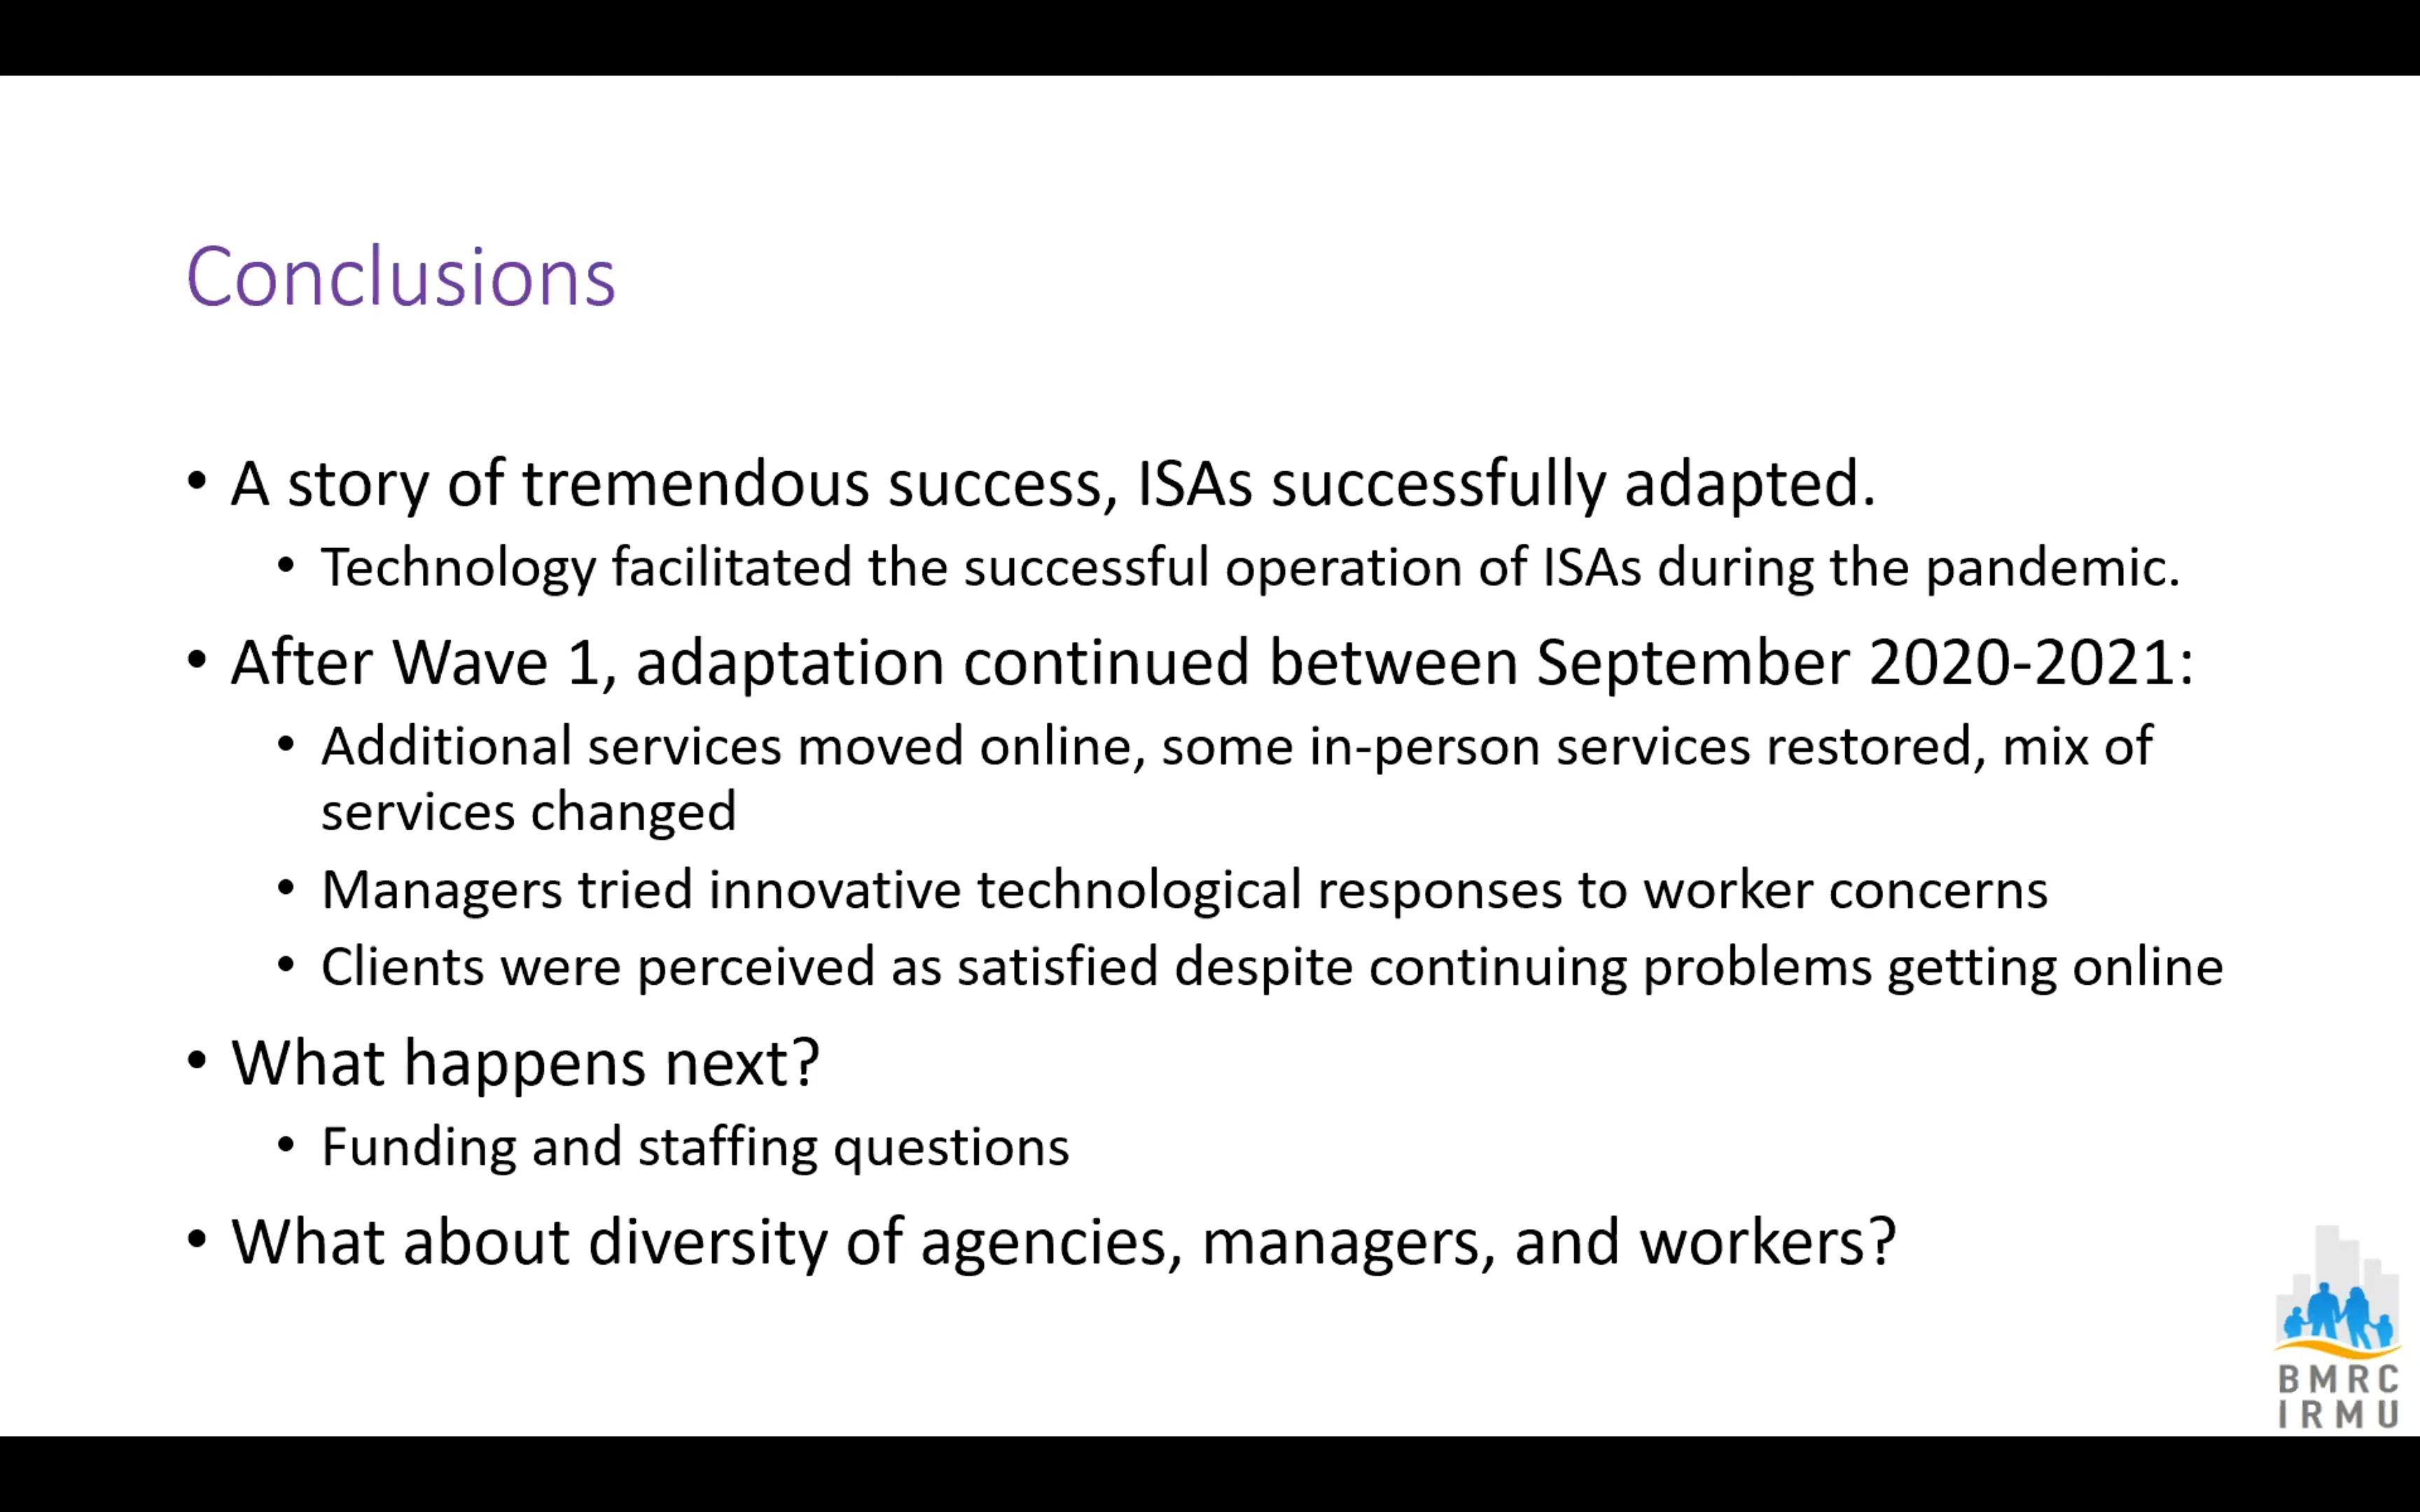 Conclusions
• A story of tremendous success, ISAs successfully adapted.
• Technology facilitated the successful operation of ISAs during the pandemic.
• After Wave 1, adaptation continued between September 2020-2021:
• Additional services moved online, some in-person services restored, mix of
services changed
• Managers tried innovative technological responses to worker concerns
• Clients were perceived as satisfied despite continuing problems getting online
• What happens next?
• Funding and staffing questions
• What about diversity of agencies, managers, and workers?
BMRC
IRMU